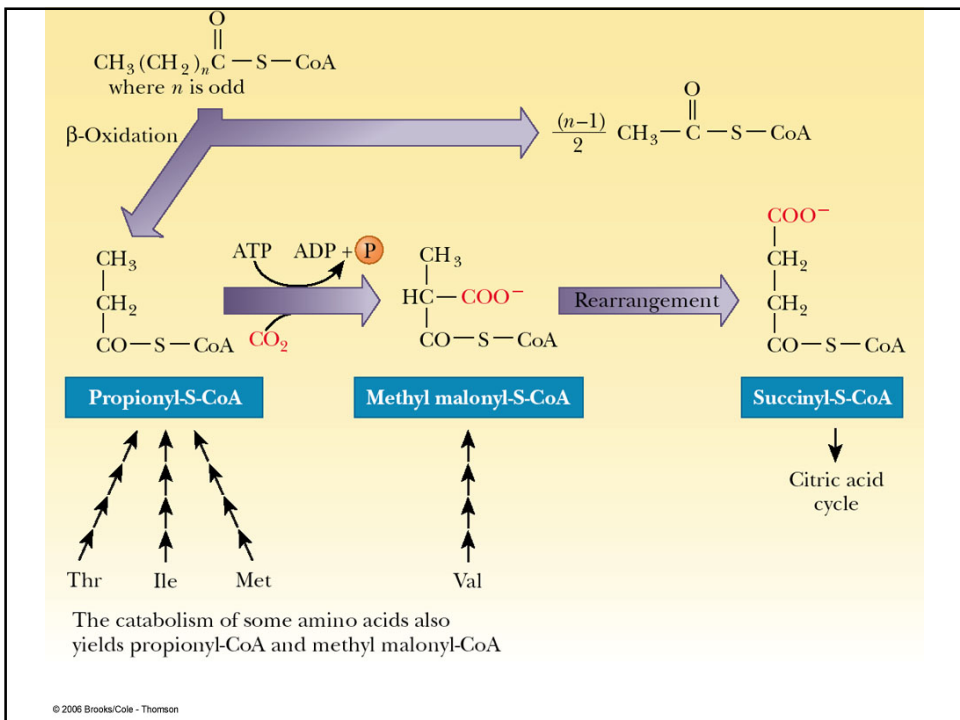 O
||
CH₃(CH₂)ₙC—S—CoA
where n is odd
β-Oxidation
O
||
(n–1)/2 CH₃—C—S—CoA
CH₃
CH₂
CO—S—CoA
ATP ADP + P
CO₂
CH₃
HC—COO⁻
CO—S—CoA
Rearrangement
COO⁻
CH₂
CH₂
CO—S—CoA
Propionyl-S-CoA
Methyl malonyl-S-CoA
Succinyl-S-CoA
Citric acid
cycle
Thr Ile Met
Val
The catabolism of some amino acids also
yields propionyl-CoA and methyl malonyl-CoA
© 2006 Brooks/Cole - Thomson